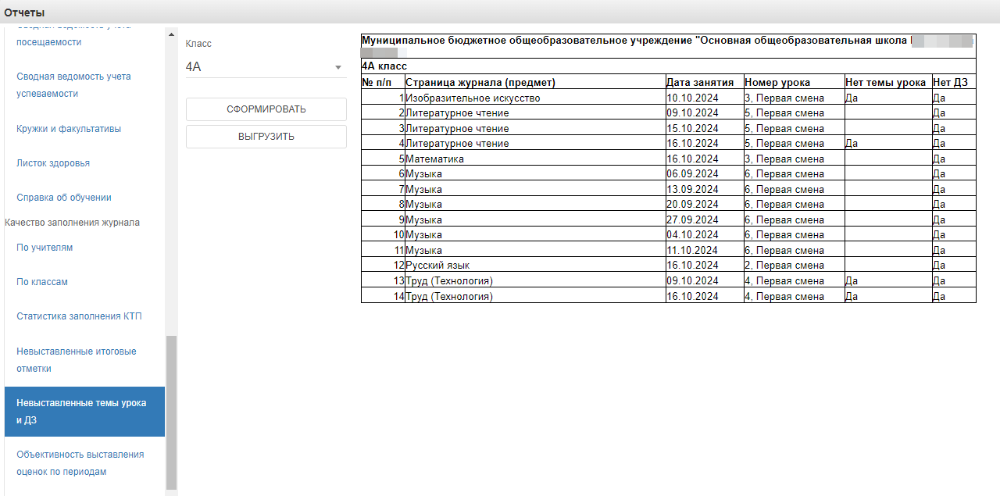 Отчеты
Сводная ведомость учета
посещаемости
Сводная ведомость учета
успеваемости
Кружки и факультативы
Листок здоровья
Справка об обучении
Качество заполнения журнала
По учителям
По классам
Статистика заполнения КТП
Невыставленные итоговые
отметки
Невыставленные темы урока
и ДЗ
Объективность выставления
оценок по периодам
Класс
4А
СФОРМИРОВАТЬ
ВЫГРУЗИТЬ
Муниципальное бюджетное общеобразовательное учреждение "Основная общеобразовательная школа
4А класс
№ п/п Страница журнала (предмет) Дата занятия Номер урока Нет темы урока Нет ДЗ
1 Изобразительное искусство 10.10.2024 3, Первая смена Да Да
2 Литературное чтение 09.10.2024 5, Первая смена Да
3 Литературное чтение 15.10.2024 5, Первая смена Да
4 Литературное чтение 16.10.2024 5, Первая смена Да Да
5 Математика 16.10.2024 3, Первая смена Да
6 Музыка 06.09.2024 6, Первая смена Да
7 Музыка 13.09.2024 6, Первая смена Да
8 Музыка 20.09.2024 6, Первая смена Да
9 Музыка 27.09.2024 6, Первая смена Да
10 Музыка 04.10.2024 6, Первая смена Да
11 Музыка 11.10.2024 6, Первая смена Да
12 Русский язык 16.10.2024 2, Первая смена Да
13 Труд (Технология) 09.10.2024 4, Первая смена Да Да
14 Труд (Технология) 16.10.2024 4, Первая смена Да Да